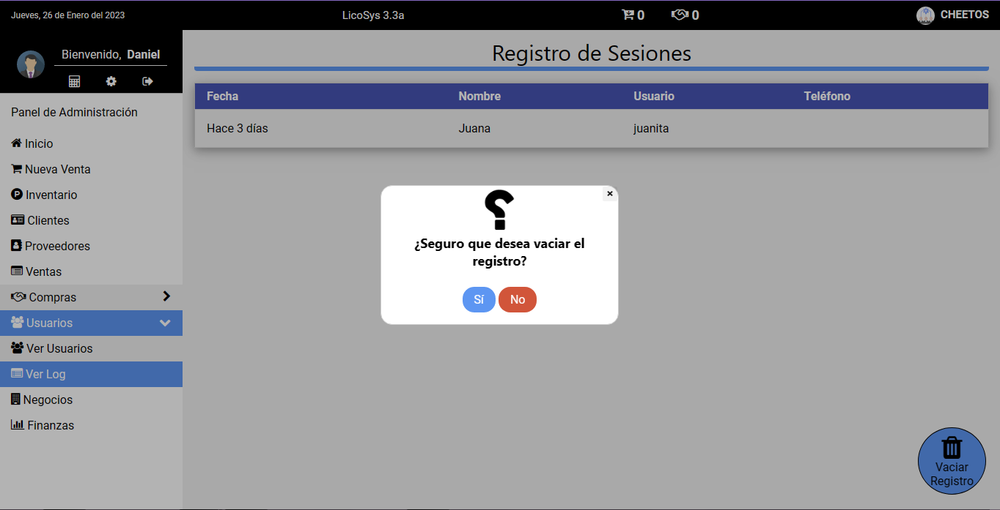 Jueves, 26 de Enero del 2023
LicoSys 3.3a
0
0
CHEETOS
Bienvenido, Daniel
Panel de Administración
Inicio
Nueva Venta
Inventario
Clientes
Proveedores
Ventas
Compras
Usuarios
Ver Usuarios
Ver Log
Negocios
Finanzas
Registro de Sesiones
Fecha Nombre Usuario Teléfono
Hace 3 días Juana juanita
¿Seguro que desea vaciar el
registro?
Sí No
Vaciar
Registro